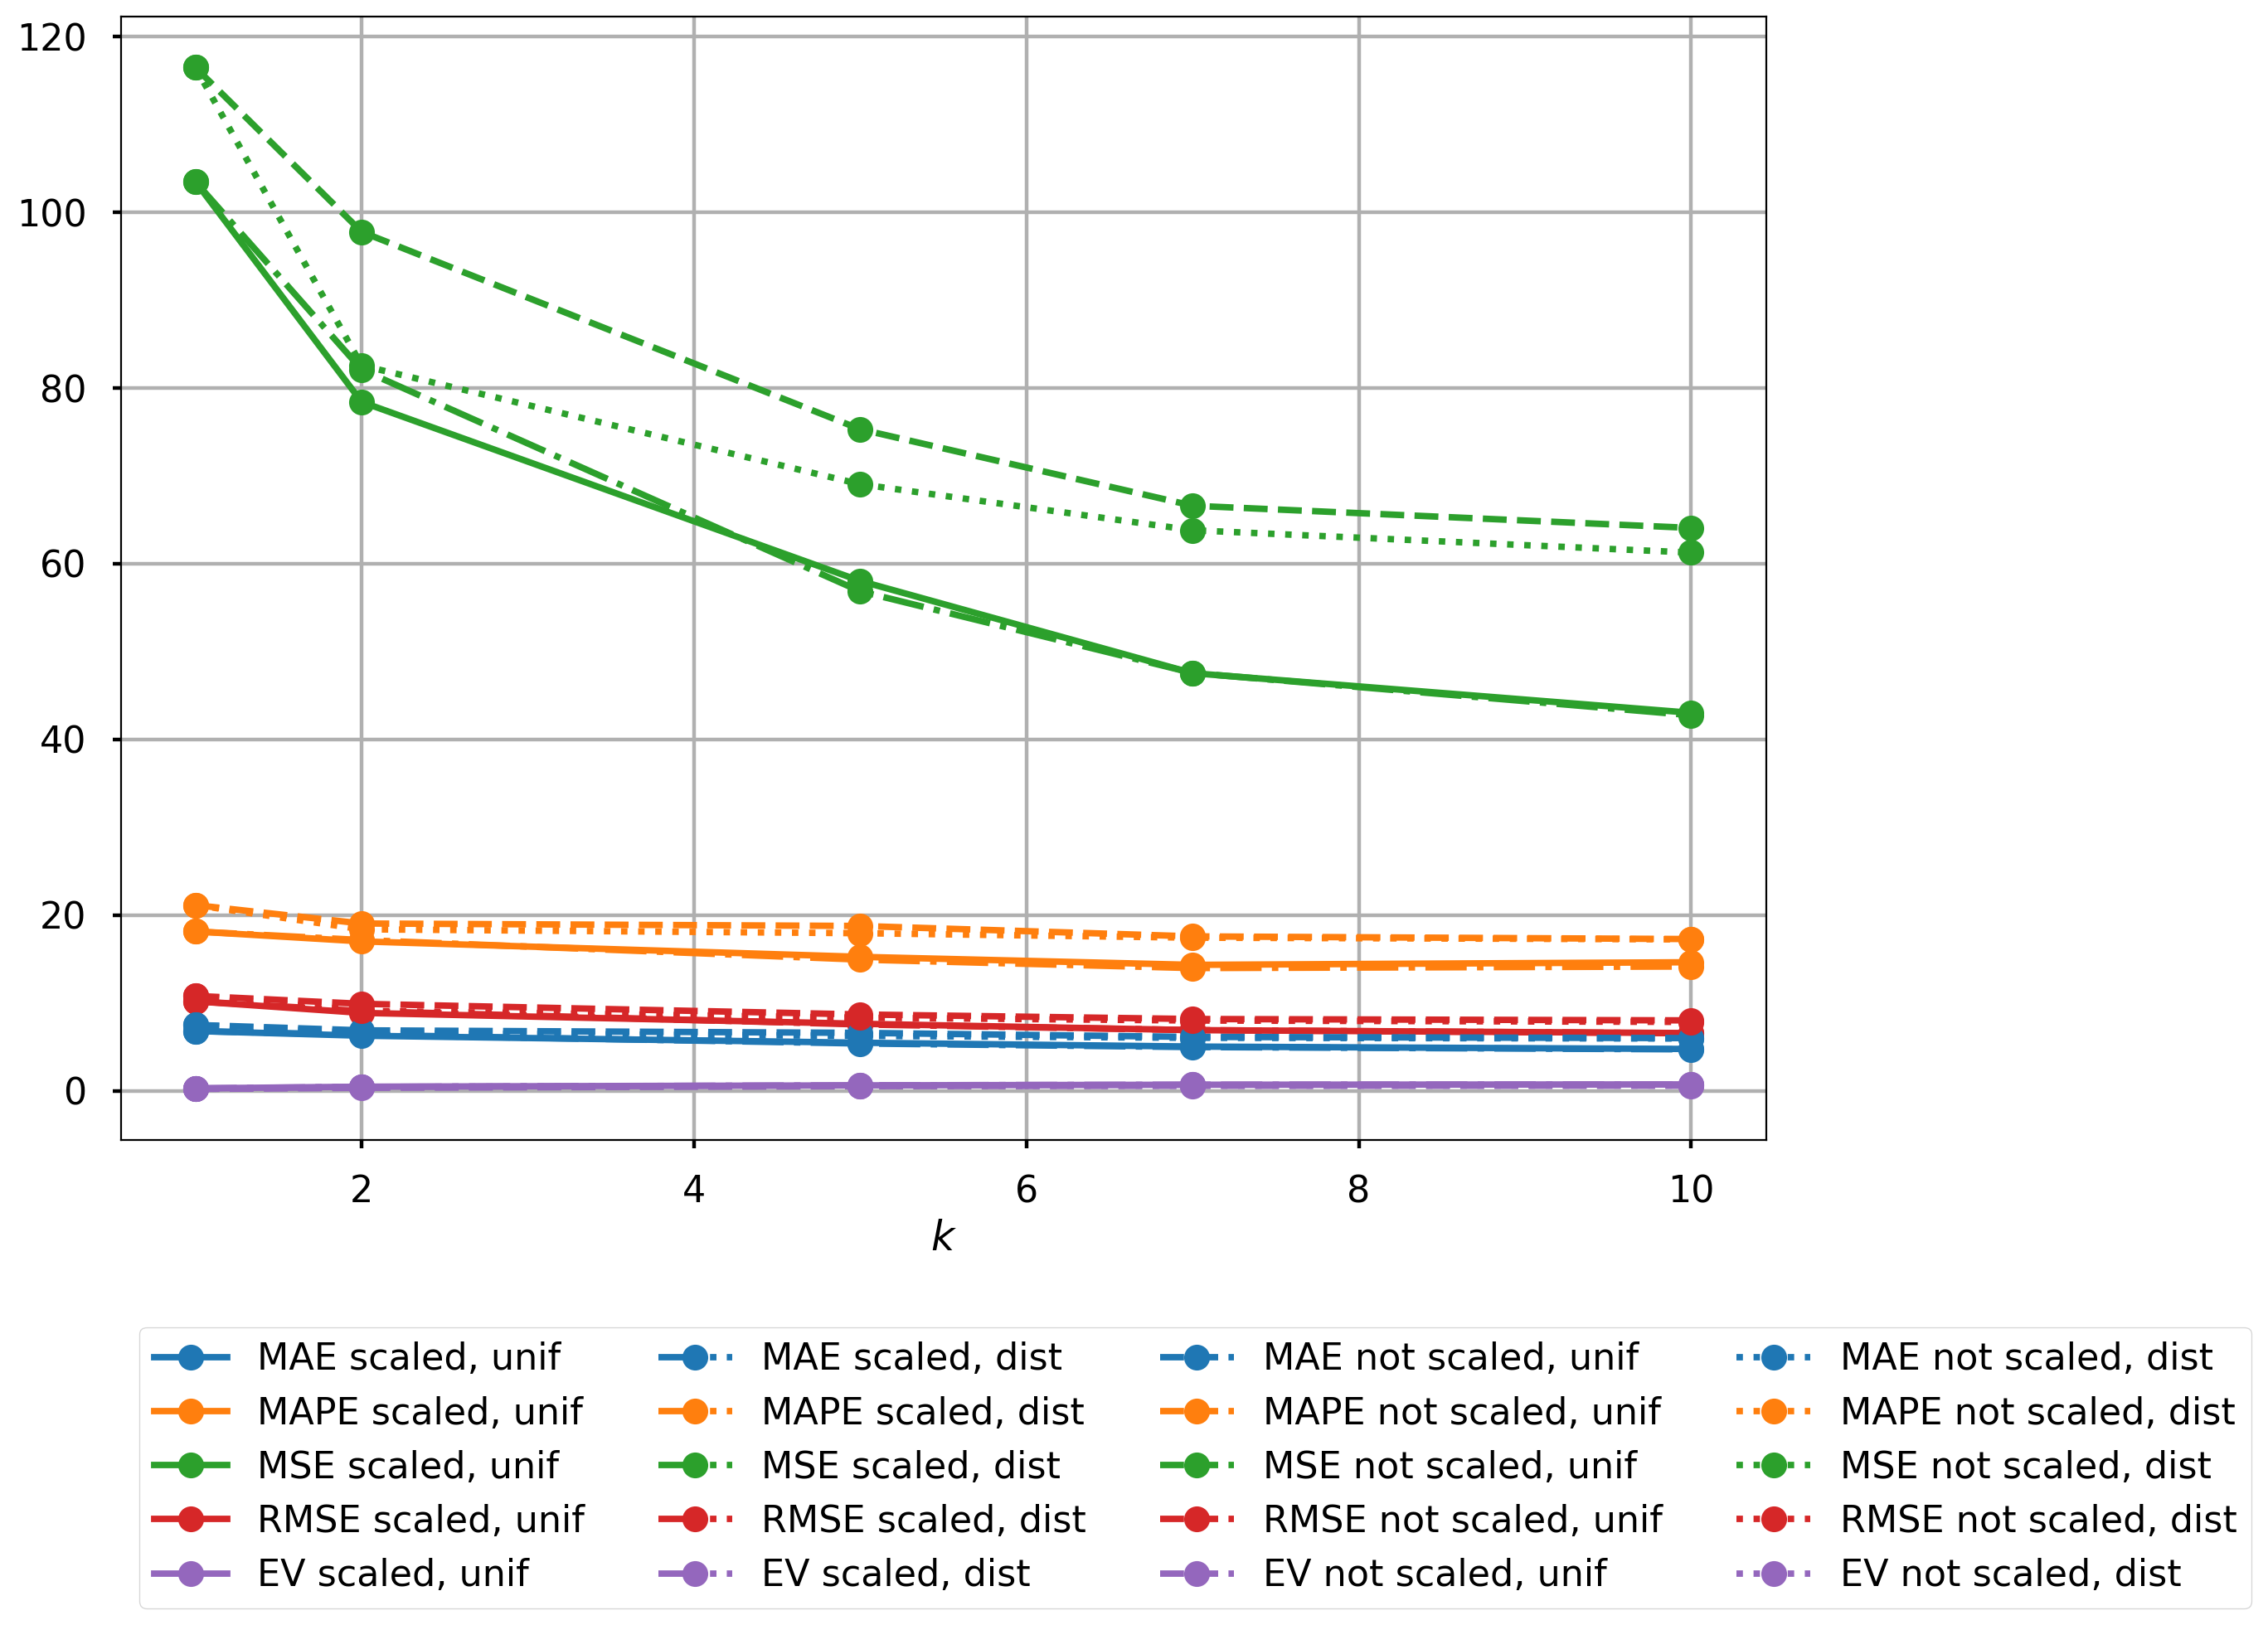 120
100
80
60
40
20
0
2 4 6 8 10
k
MAE scaled, unif MAE scaled, dist MAE not scaled, unif MAE not scaled, dist
MAPE scaled, unif MAPE scaled, dist MAPE not scaled, unif MAPE not scaled, dist
MSE scaled, unif MSE scaled, dist MSE not scaled, unif MSE not scaled, dist
RMSE scaled, unif RMSE scaled, dist RMSE not scaled, unif RMSE not scaled, dist
EV scaled, unif EV scaled, dist EV not scaled, unif EV not scaled, dist